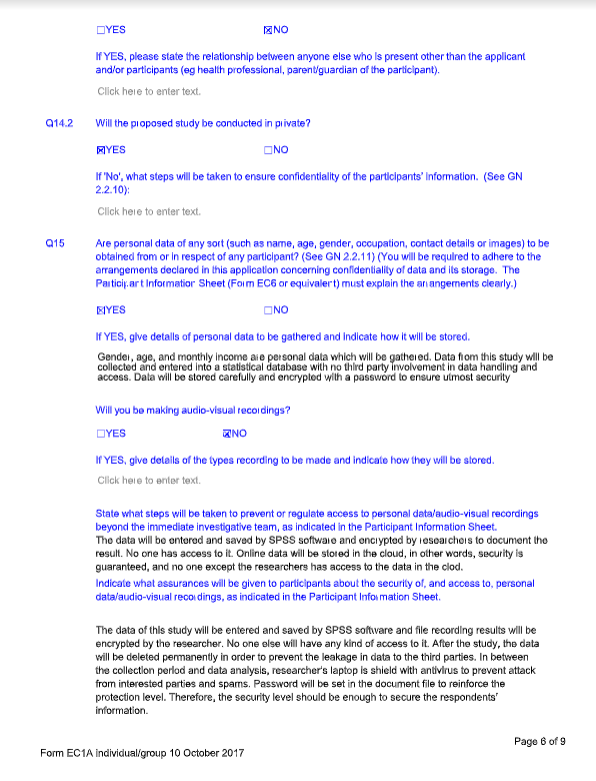 ☐YES ☒NO
If YES, please state the relationship between anyone else who is present other than the applicant
and/or participants (eg health professional, parent/guardian of the participant).
Click here to enter text.
Q14.2 Will the proposed study be conducted in private?
☒YES ☐NO
If 'No', what steps will be taken to ensure confidentiality of the participants' information. (See GN
2.2.10):
Click here to enter text.
Q15 Are personal data of any sort (such as name, age, gender, occupation, contact details or images) to be
obtained from or in respect of any participant? (See GN 2.2.11) (You will be required to adhere to the
arrangements declared in this application concerning confidentiality of data and its storage. The
Participant Information Sheet (Form EC6 or equivalent) must explain the arrangements clearly.)
☒YES ☐NO
If YES, give details of personal data to be gathered and indicate how it will be stored.
Gender, age, and monthly income are personal data which will be gathered. Data from this study will be
collected and entered into a statistical database with no third party involvement in data handling and
access. Data will be stored carefully and encrypted with a password to ensure utmost security
Will you be making audio-visual recordings?
☐YES ☒NO
If YES, give details of the types recording to be made and indicate how they will be stored.
Click here to enter text.
State what steps will be taken to prevent or regulate access to personal data/audio-visual recordings
beyond the immediate investigative team, as indicated in the Participant Information Sheet.
The data will be entered and saved by SPSS software and encrypted by researchers to document the
result. No one has access to it. Online data will be stored in the cloud, in other words, security is
guaranteed, and no one except the researchers has access to the data in the clod.
Indicate what assurances will be given to participants about the security of, and access to, personal
data/audio-visual recordings, as indicated in the Participant Information Sheet.
The data of this study will be entered and saved by SPSS software and file recording results will be
encrypted by the researcher. No one else will have any kind of access to it. After the study, the data
will be deleted permanently in order to prevent the leakage in data to the third parties. In between
the collection period and data analysis, researcher's laptop is shield with antivirus to prevent attack
from interested parties and spams. Password will be set in the document file to reinforce the
protection level. Therefore, the security level should be enough to secure the respondents'
information.
Page 6 of 9
Form EC1A individual/group 10 October 2017